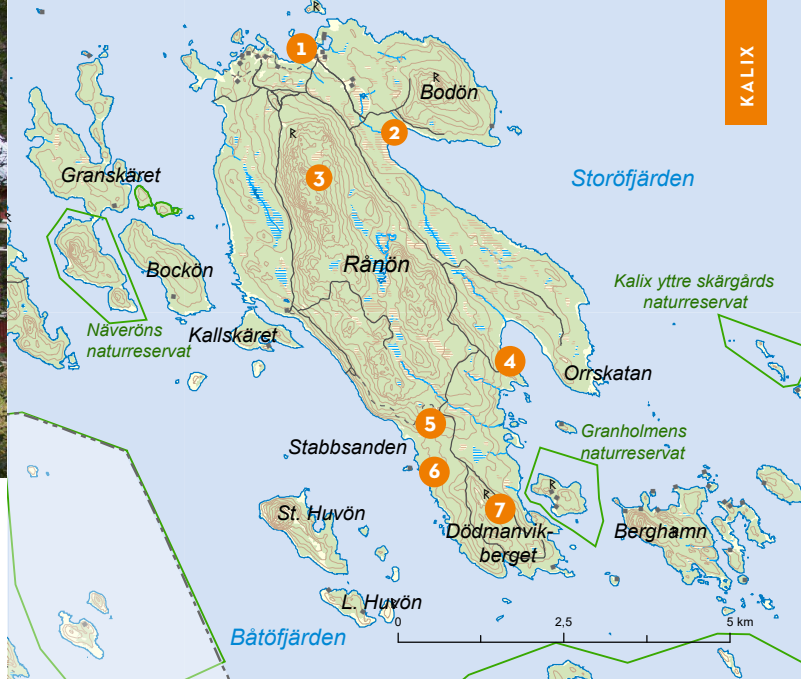 KALIX
1
Bodön
2
Granskäret
3
Storöfjärden
Rånön
Bockön
Kalix yttre skärgårds
naturreservat
Näveröns
naturreservat
Kallskäret
4
Orrskatan
5
Granholmens
naturreservat
Stabbsanden
6
7
St. Huvön
Dödmanvik-
berget
Berghamn
L. Huvön
Båtöfjärden
0
2,5
5 km